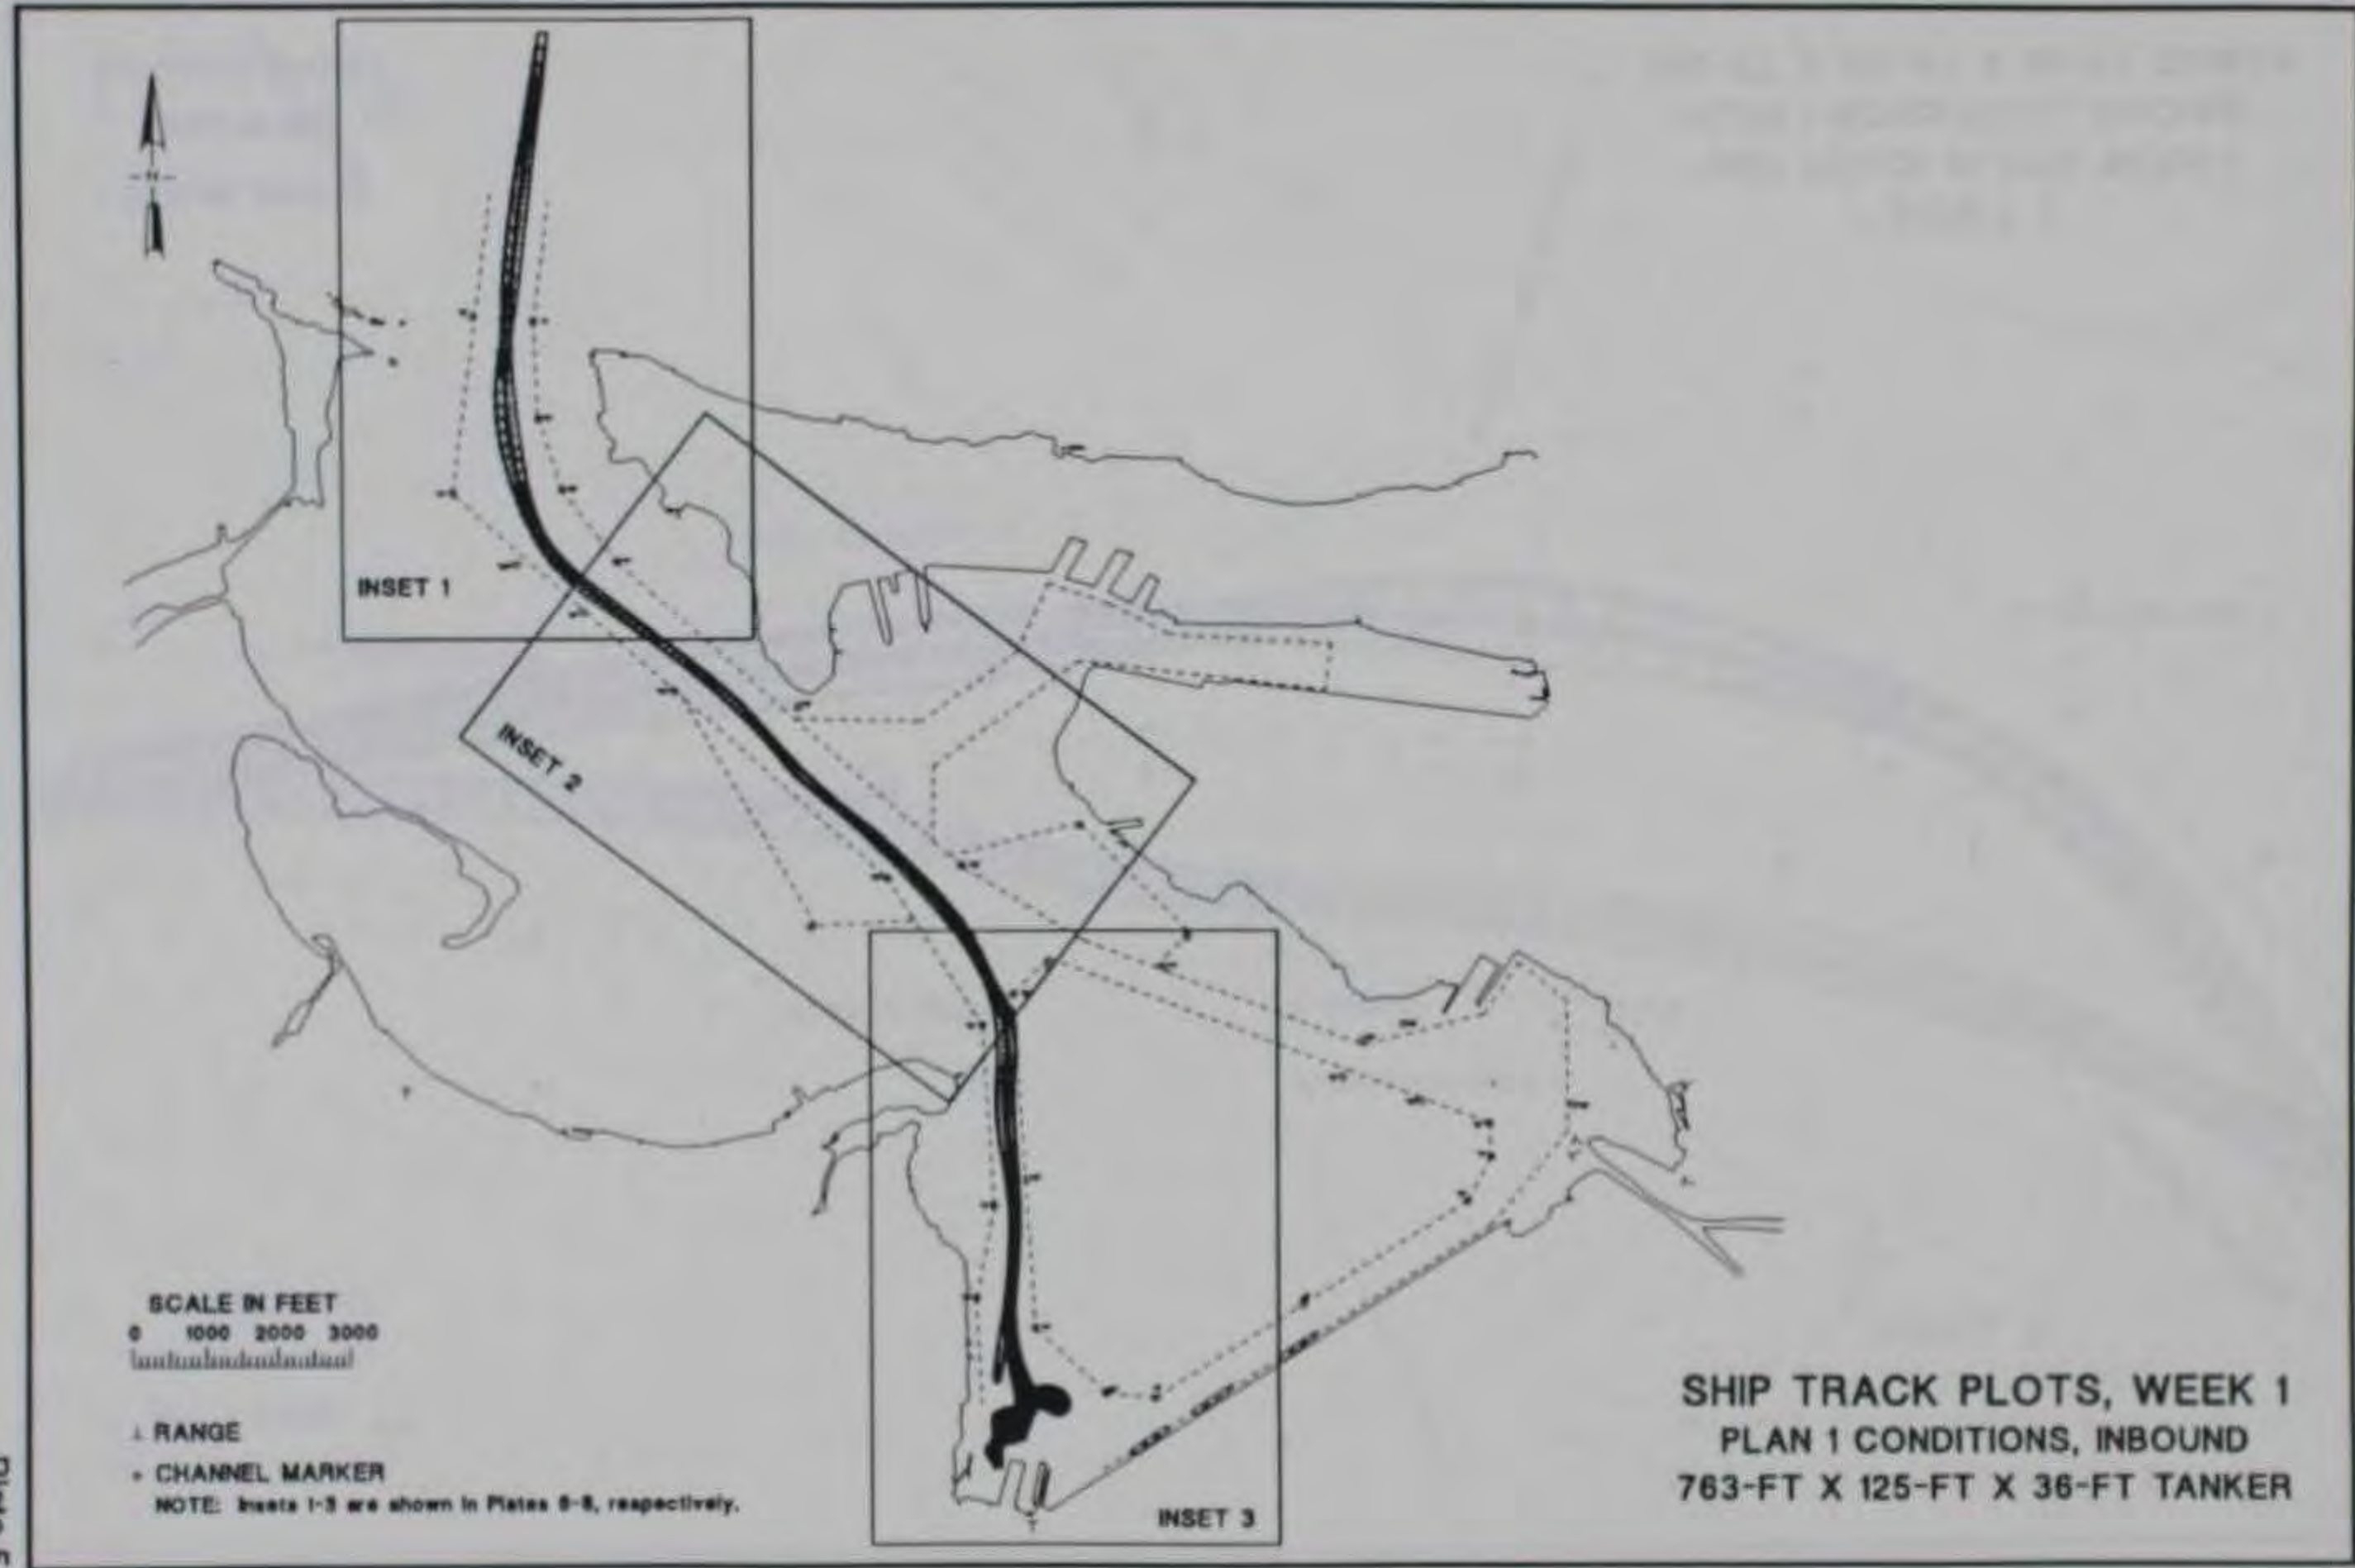 N
INSET 1
INSET 2
INSET 3
SCALE IN FEET
0 1000 2000 3000
⊥ RANGE
• CHANNEL MARKER
NOTE: Insets 1-3 are shown in Plates 6-8, respectively.
SHIP TRACK PLOTS, WEEK 1
PLAN 1 CONDITIONS, INBOUND
763-FT X 125-FT X 36-FT TANKER